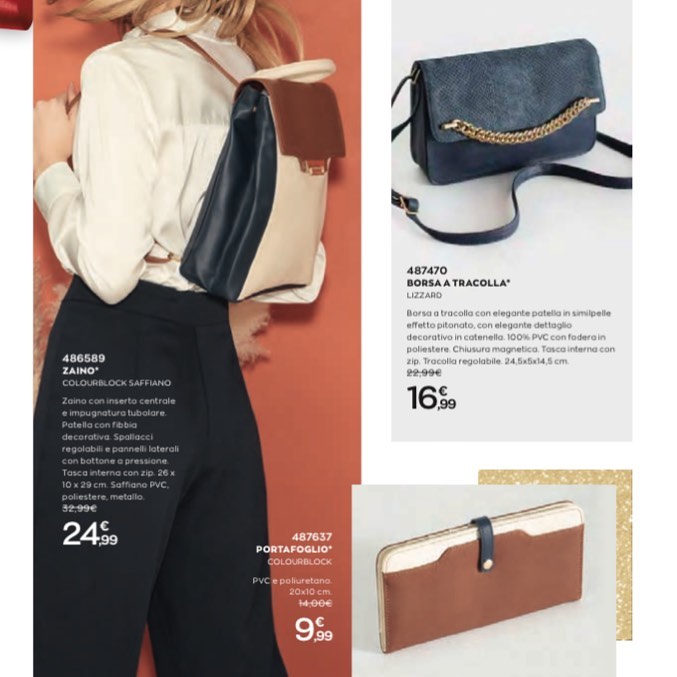 487470
BORSA A TRACOLLA*
LIZZARD
Borsa a tracolla con elegante patella in similpelle
effetto pitonato, con elegante dettaglio
decorativo in catenella. 100% PVC con fodera in
poliestere. Chiusura magnetica. Tasca interna con
zip. Tracolla regolabile. 24,5x5x14,5 cm.
22,99€
16,99 €
486589
ZAINO*
COLOURBLOCK SAFFIANO
Zaino con inserto centrale
e impugnatura tubolare.
Patella con fibbia
decorativa. Spallacci
regolabili e pannelli laterali
con bottone a pressione.
Tasca interna con zip. 26 x
10 x 29 cm. Saffiano PVC,
poliestere, metallo.
32,99€
24,99 €
487637
PORTAFOGLIO*
COLOURBLOCK
PVC e poliuretano.
20x10 cm.
14,00€
9,99 €